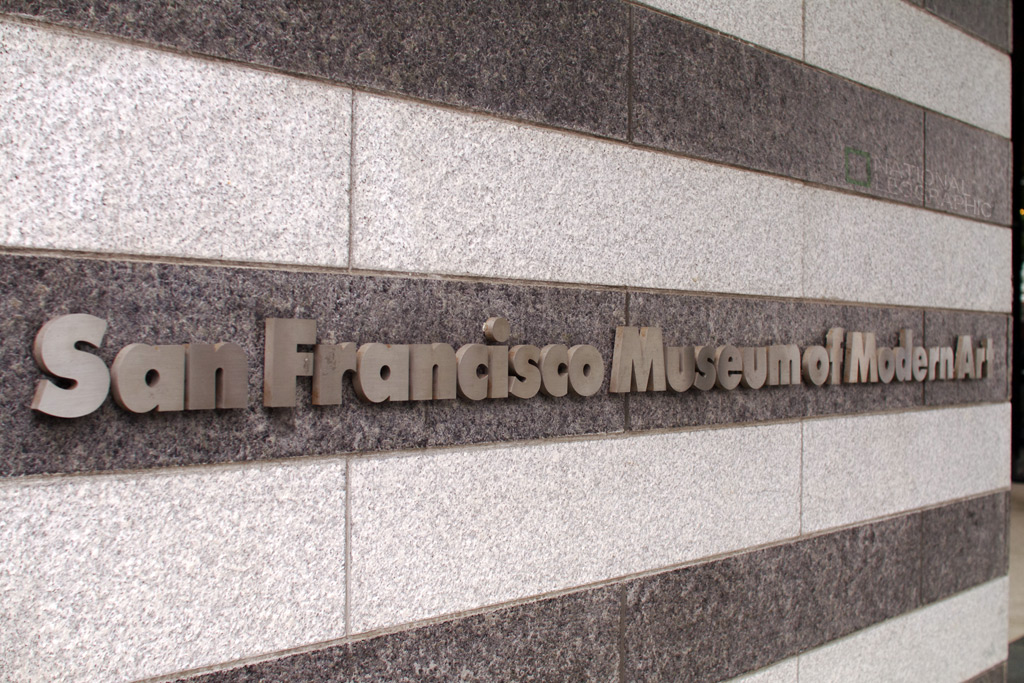 NATIONAL
GEOGRAPHIC
San Francisco Museum of Modern Art